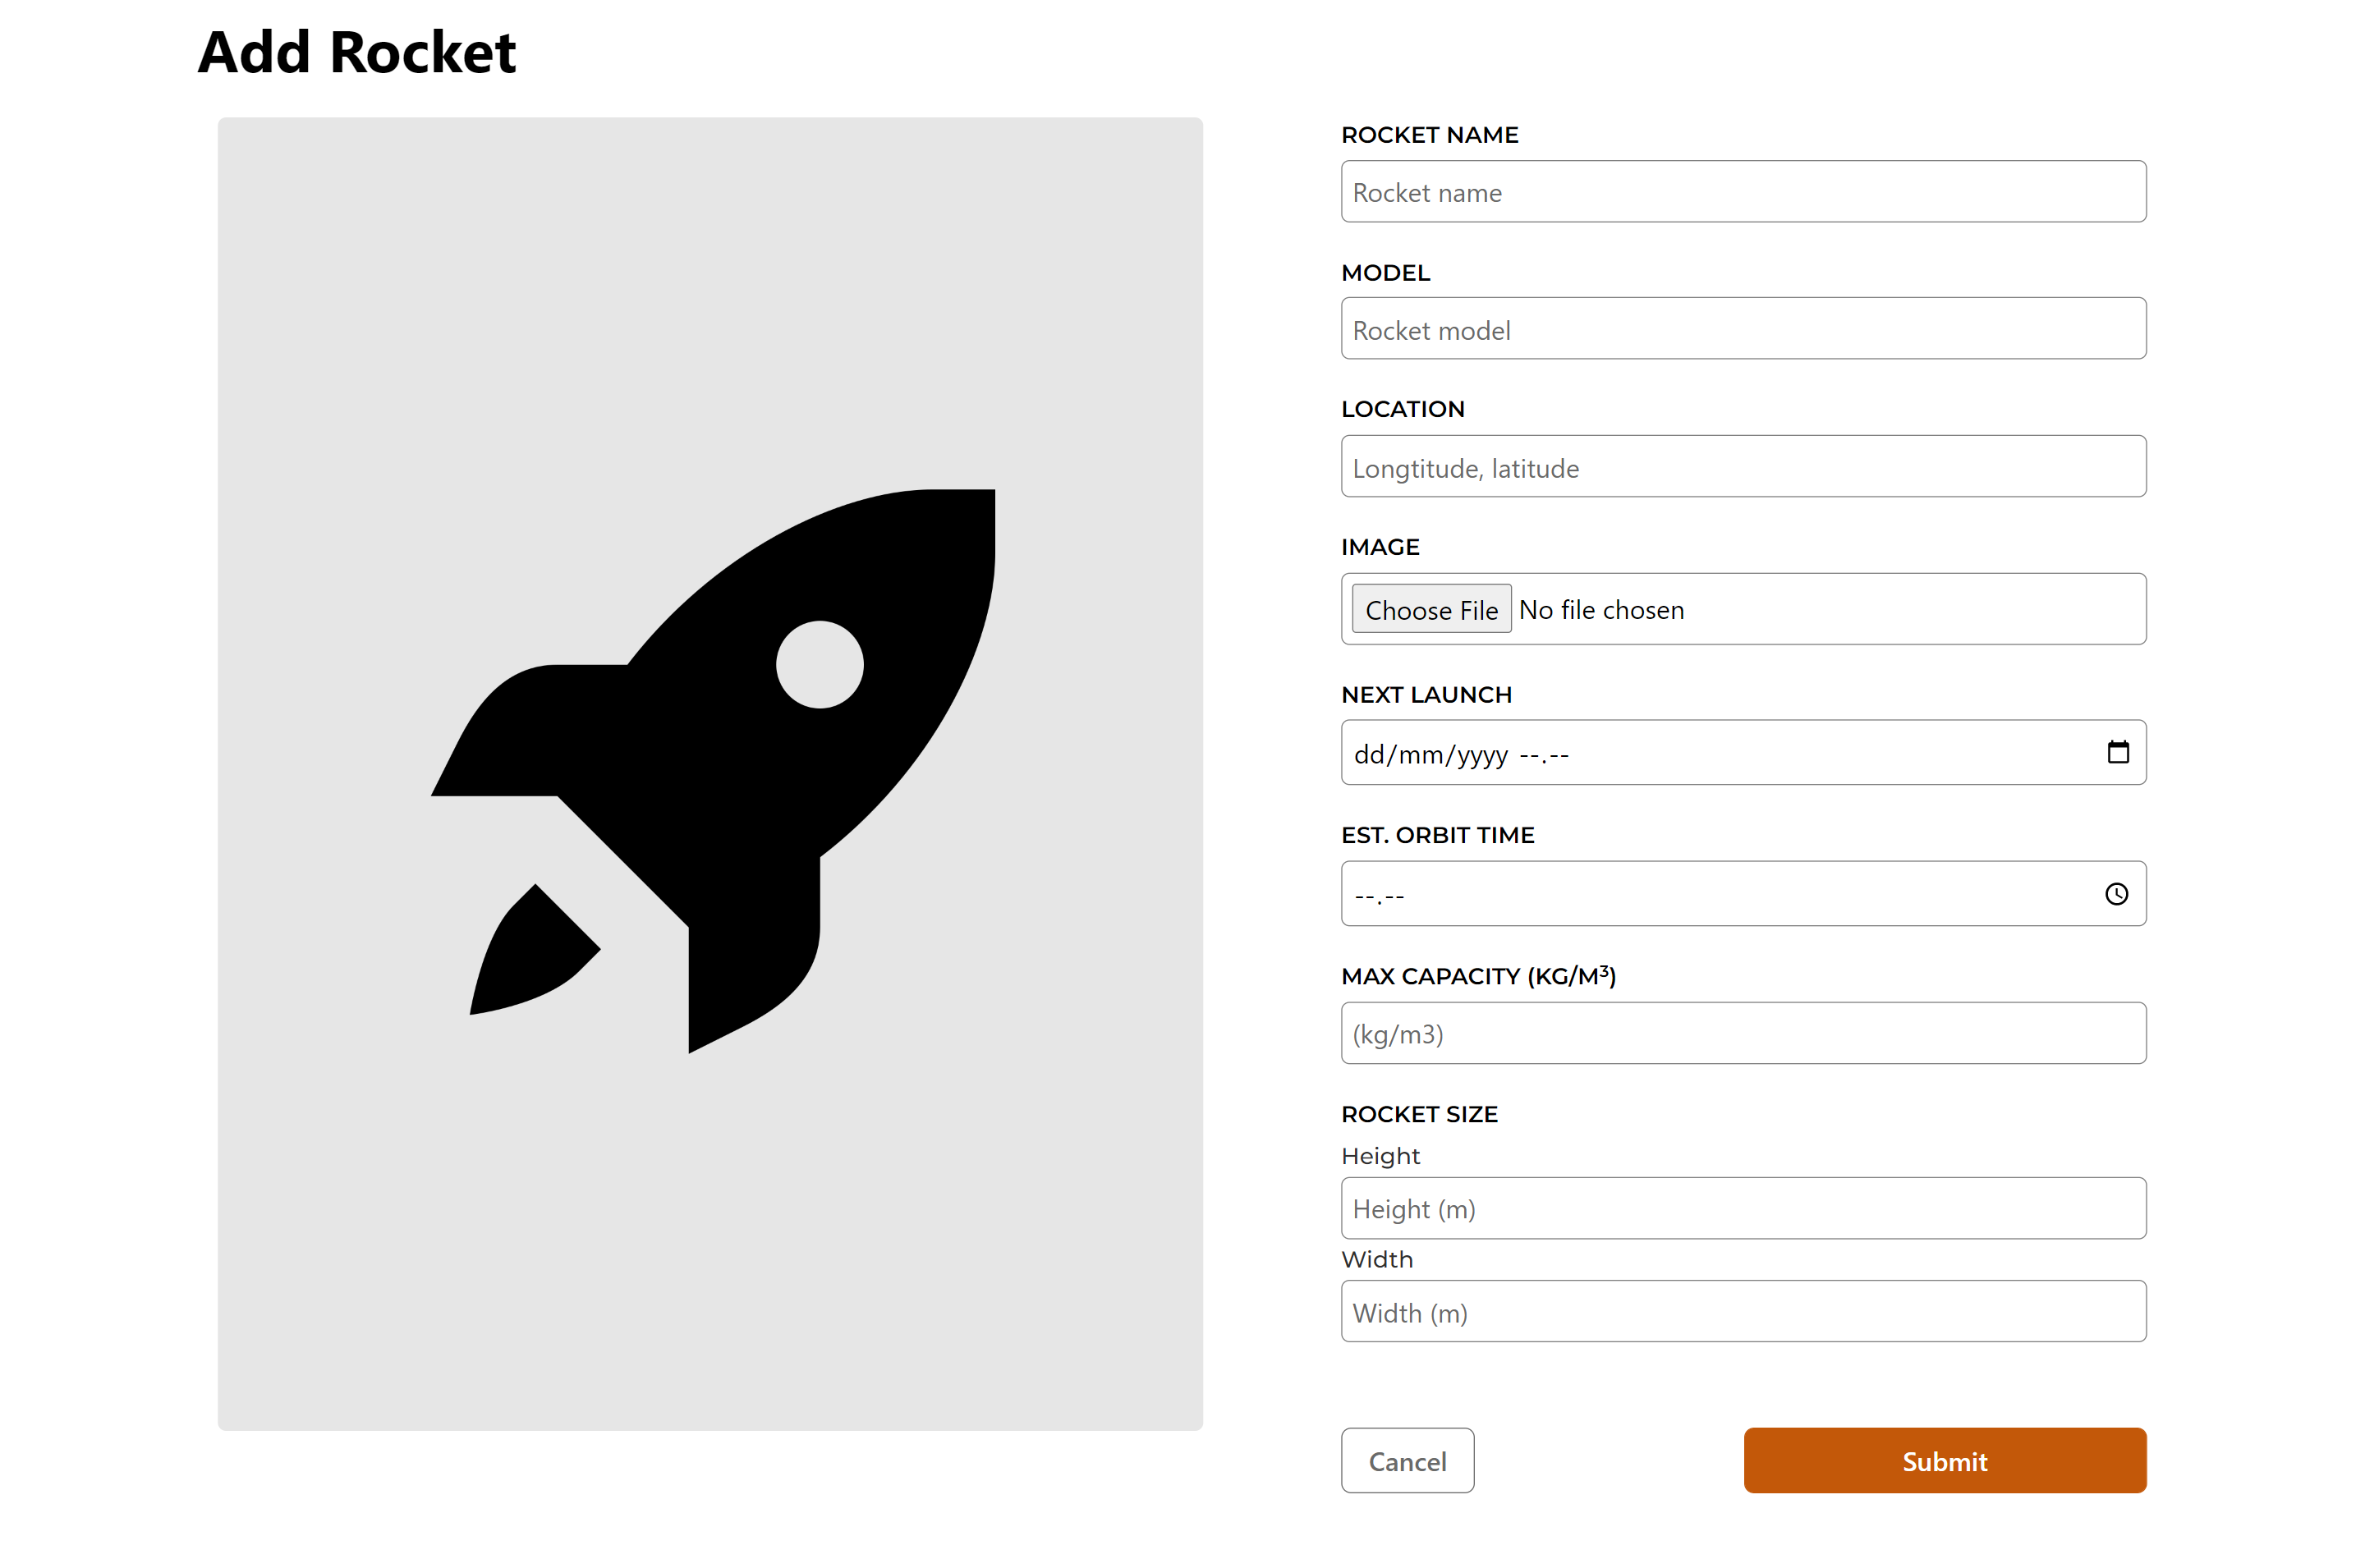 Add Rocket
ROCKET NAME
Rocket name
MODEL
Rocket model
LOCATION
Longtitude, latitude
IMAGE
Choose File No file chosen
NEXT LAUNCH
dd/mm/yyyy --.--
EST. ORBIT TIME
--.--
MAX CAPACITY (KG/M³)
(kg/m3)
ROCKET SIZE
Height
Height (m)
Width
Width (m)
Cancel Submit